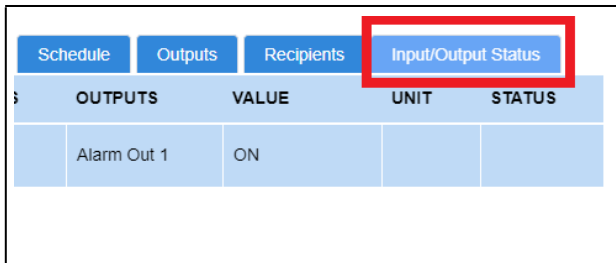 Schedule Outputs Recipients Input/Output Status
S OUTPUTS VALUE UNIT STATUS
Alarm Out 1 ON